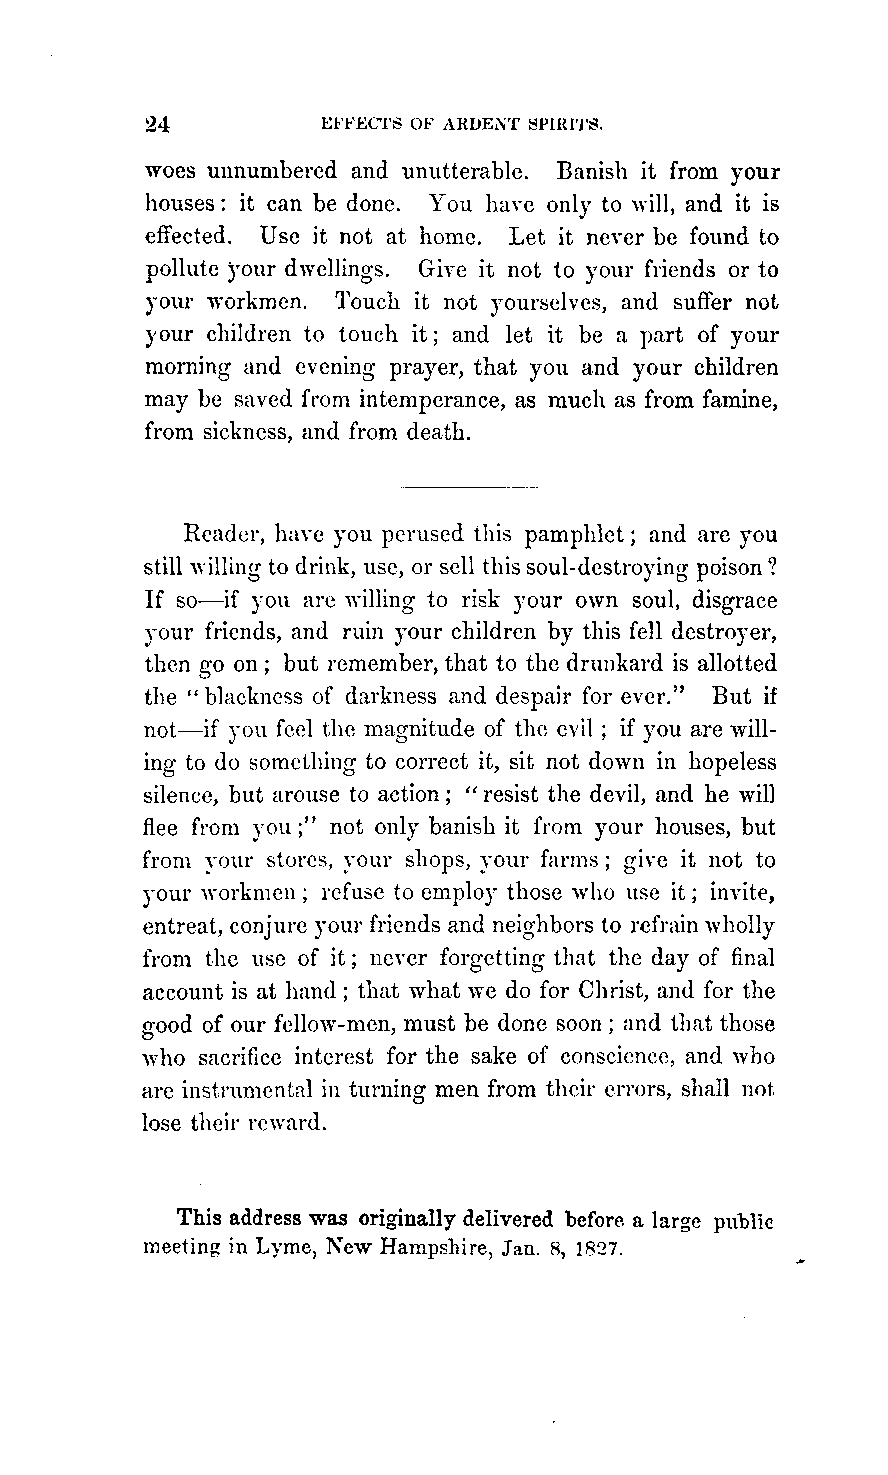 24 EFFECTS OF ARDENT SPIRITS.
woes unnumbered and unutterable. Banish it from your
houses: it can be done. You have only to will, and it is
effected. Use it not at home. Let it never be found to
pollute your dwellings. Give it not to your friends or to
your workmen. Touch it not yourselves, and suffer not
your children to touch it; and let it be a part of your
morning and evening prayer, that you and your children
may be saved from intemperance, as much as from famine,
from sickness, and from death.
Reader, have you perused this pamphlet; and are you
still willing to drink, use, or sell this soul-destroying poison?
If so—if you are willing to risk your own soul, disgrace
your friends, and ruin your children by this fell destroyer,
then go on; but remember, that to the drunkard is allotted
the "blackness of darkness and despair for ever." But if
not—if you feel the magnitude of the evil; if you are will-
ing to do something to correct it, sit not down in hopeless
silence, but arouse to action; "resist the devil, and he will
flee from you;" not only banish it from your houses, but
from your stores, your shops, your farms; give it not to
your workmen; refuse to employ those who use it; invite,
entreat, conjure your friends and neighbors to refrain wholly
from the use of it; never forgetting that the day of final
account is at hand; that what we do for Christ, and for the
good of our fellow-men, must be done soon; and that those
who sacrifice interest for the sake of conscience, and who
are instrumental in turning men from their errors, shall not
lose their reward.
This address was originally delivered before a large public
meeting in Lyme, New Hampshire, Jan. 8, 1827.